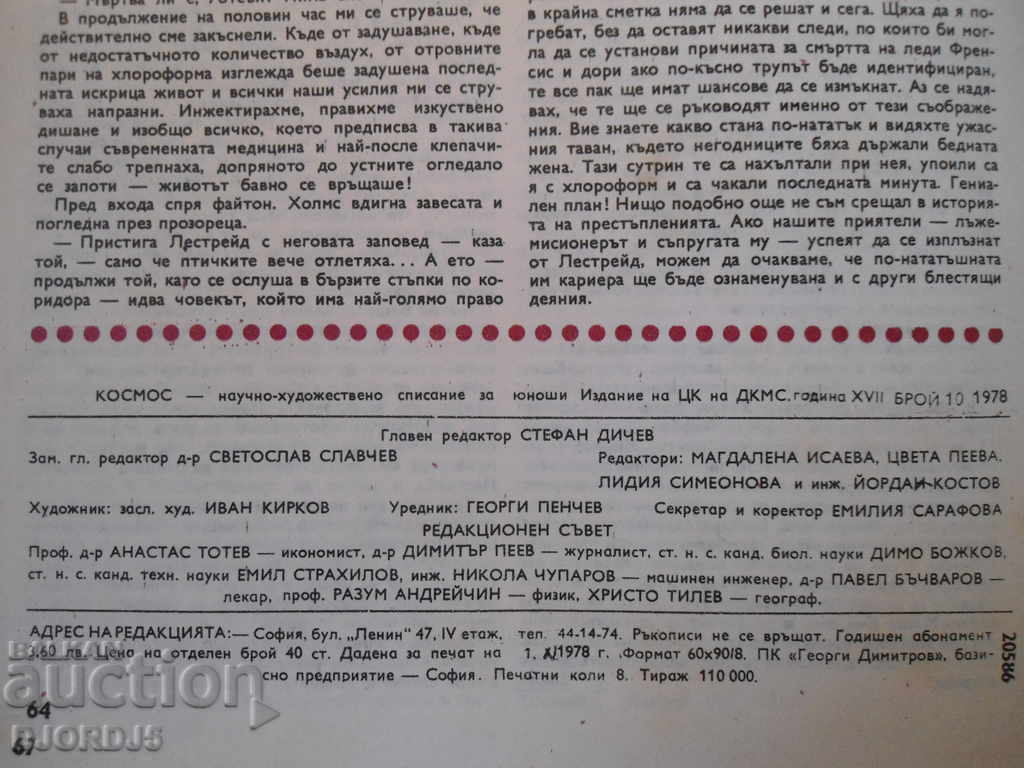 — Мъртва ли е,
В продължение на половин час ми се струваше, че
действително сме закъснели. Къде от задушаване, къде
от недостатъчното количество въздух, от отровните
пари на хлороформа изглежда беше задушена послед-
ната искрица живот и всички наши усилия ми се стру-
ваха напразни. Инжектирахме, правихме изкуствено
дишане и изобщо всичко, което предписва в такива
случаи съвременната медицина и най-после клепачи-
те слабо трепнаха, допряното до устните огледало
се запоти — животът бавно се връщаше!
Пред входа спря файтон. Холмс вдигна завесата и
погледна през прозореца.
— Пристига Лестрейд с неговата заповед — каза
той, — само че птичките вече отлетяха... А ето —
продължи той, като се ослуша в бързите стъпки по ко-
ридора — идва човекът, който има най-голямо право
в крайна сметка няма да се решат и сега. Щяха да я по-
гребат, без да оставят никакви следи, по които би мог-
ла да се установи причината за смъртта на леди Френ-
сис и дори ако по-късно трупът бъде идентифициран,
те все пак ще имат шансове да се измъкнат. Аз се надя-
вах, че те ще се ръководят именно от тези съображе-
ния. Вие знаете какво стана по-нататък и видяхте ужас-
ния таван, където негодниците бяха държали бедната
жена. Тази сутрин те са нахълтали при нея, упоили са
я с хлороформ и са чакали последната минута. Гениа-
лен план! Нищо подобно още не съм срещал в история-
та на престъпленията. Ако нашите приятели — лъже-
мисионерът и съпругата му — успеят да се изплъзнат
от Лестрейд, можем да очакваме, че по-нататъшната
им кариера ще бъде ознаменувана и с други блестящи
деяния.
КОСМОС — научно-художествено списание за юноши Издание на ЦК на ДКМС. година XVII БРОЙ 10 1978
Главен редактор СТЕФАН ДИЧЕВ
Зам. гл. редактор д-р СВЕТОСЛАВ СЛАВЧЕВ
Редактори: МАГДАЛЕНА ИСАЕВА, ЦВЕТА ПЕЕВА.
ЛИДИЯ СИМЕОНОВА и инж. ЙОРДАН КОСТОВ
Художник: засл. худ. ИВАН КИРКОВ Уредник: ГЕОРГИ ПЕНЧЕВ Секретар и коректор ЕМИЛИЯ САРАФОВА
РЕДАКЦИОНЕН СЪВЕТ
Проф. д-р АНАСТАС ТОТЕВ — икономист, д-р ДИМИТЪР ПЕЕВ — журналист, ст. н. с. канд. биол. науки ДИМО БОЖКОВ,
ст. н. с. канд. техн. науки ЕМИЛ СТРАХИЛОВ, инж. НИКОЛА ЧУПАРОВ — машинен инженер, д-р ПАВЕЛ БЪЧВАРОВ —
лекар, проф. РАЗУМ АНДРЕЙЧИН — физик, ХРИСТО ТИЛЕВ — географ.
АДРЕС НА РЕДАКЦИЯТА:— София, бул. „Ленин" 47, IV етаж, тел. 44-14-74. Ръкописи не се връщат. Годишен абонамент
3.60 лв. Цена на отделен брой 40 ст. Дадена за печат на 1. XI 1978 г. Формат 60x90/8. ПК «Георги Димитров», бази-
сно предприятие — София. Печатни коли 8. Тираж 110 000.
20586
64
67
BALKAN
auction
BJORDJ5